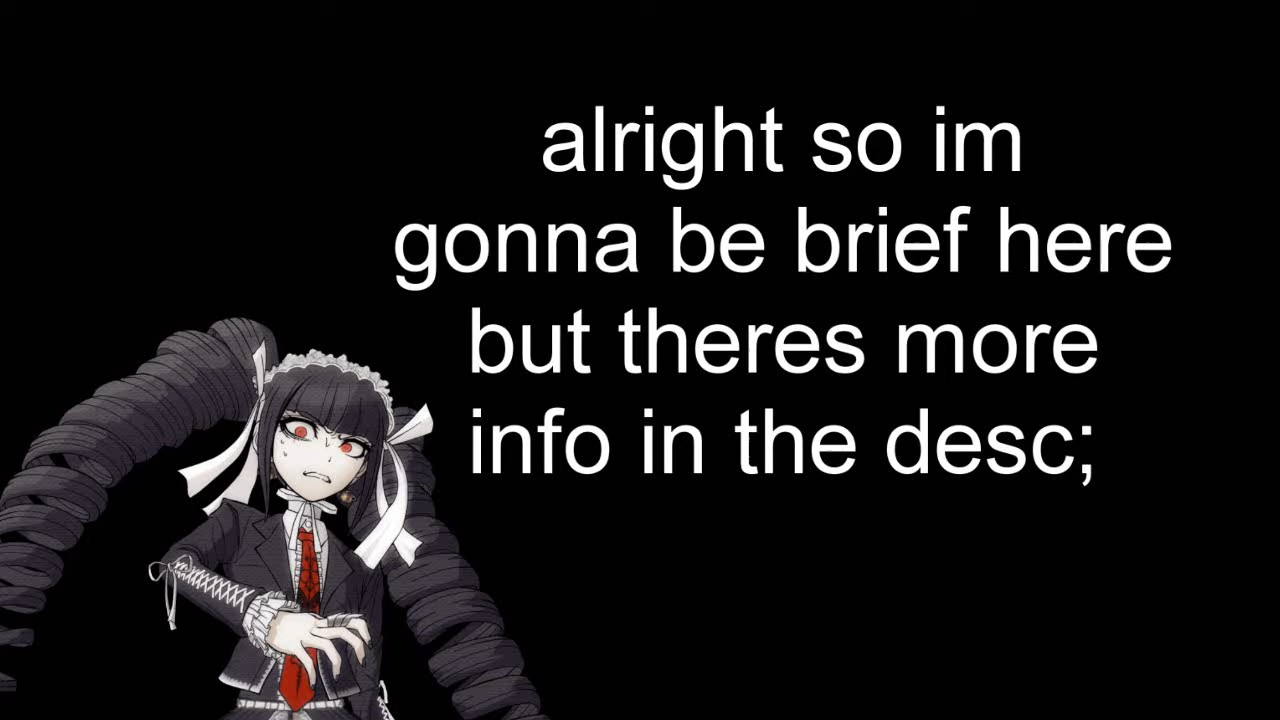 alright so im
gonna be brief here
but theres more
info in the desc;